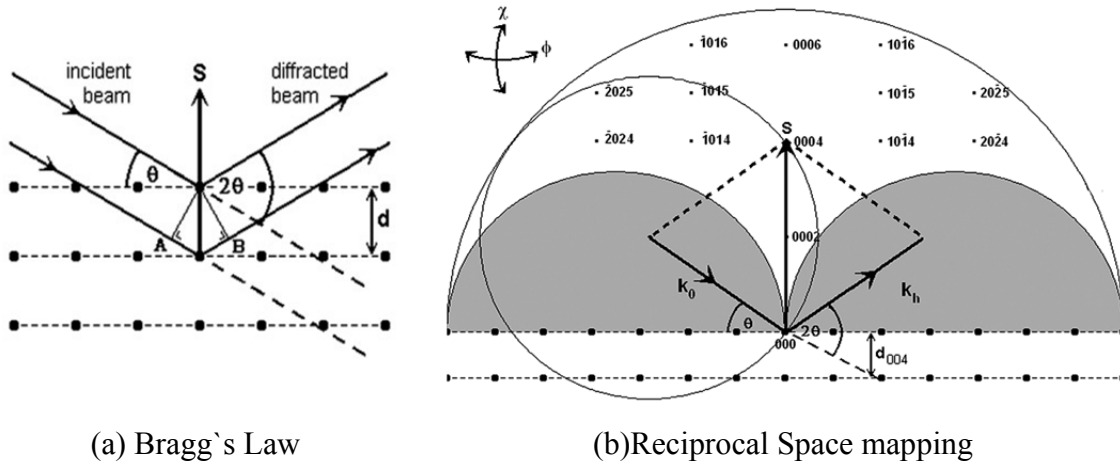 incident beam
S
diffracted beam
θ
2θ
d
A
B
(a) Bragg`s Law
χ
ϕ
1̄016 0006 101̄6
2̄025 1̄015 101̄5 202̄5
S
2̄024 1̄014 0004 101̄4 202̄4
0002
k₀
kₕ
θ
2θ
000
d₀₀₄
(b)Reciprocal Space mapping